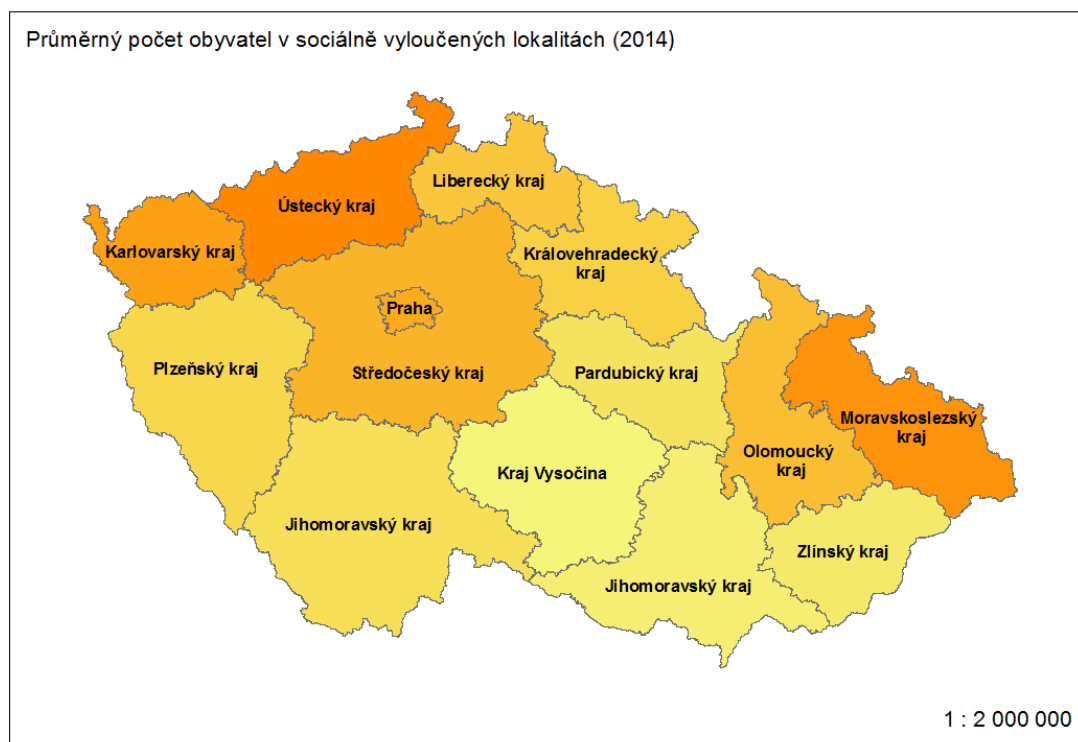 Průměrný počet obyvatel v sociálně vyloučených lokalitách (2014)
Liberecký kraj
Ústecký kraj
Karlovarský kraj
Královehradecký
kraj
Praha
Plzeňský kraj
Středočeský kraj
Pardubický kraj
Moravskoslezský
kraj
Olomoucký
kraj
Kraj Vysočina
Jihomoravský kraj
Zlínský kraj
Jihomoravský kraj
1 : 2 000 000